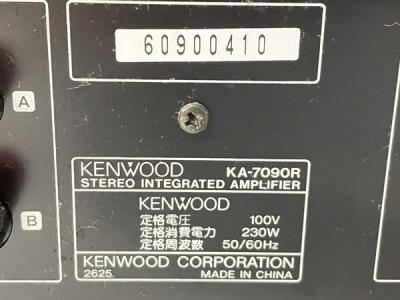 60900410
A
KENWOOD KA-7090R
STEREO INTEGRATED AMPLIFIER
KENWOOD
定格電圧 100V
定格消費電力 230W
定格周波数 50/60Hz
B
KENWOOD CORPORATION
2625 MADE IN CHINA